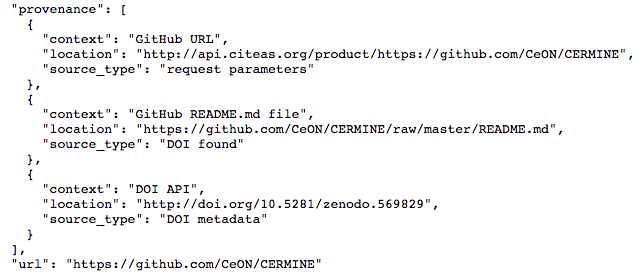 "provenance": [
{
"context": "GitHub URL",
"location": "http://api.citeas.org/product/https://github.com/CeON/CERMINE",
"source_type": "request parameters"
},
{
"context": "GitHub README.md file",
"location": "https://github.com/CeON/CERMINE/raw/master/README.md",
"source_type": "DOI found"
},
{
"context": "DOI API",
"location": "http://doi.org/10.5281/zenodo.569829",
"source_type": "DOI metadata"
}
],
"url": "https://github.com/CeON/CERMINE"